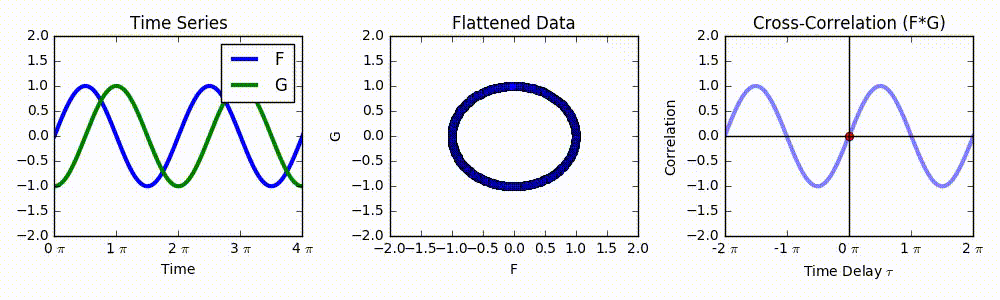 Time Series
F
G
2.0
1.5
1.0
0.5
0.0
−0.5
−1.0
−1.5
−2.0
0 π 1 π 2 π 3 π 4 π
Time
Flattened Data
G
2.0
1.5
1.0
0.5
0.0
−0.5
−1.0
−1.5
−2.0
−2.0−1.5−1.0−0.5 0.0 0.5 1.0 1.5 2.0
F
Cross-Correlation (F*G)
Correlation
2.0
1.5
1.0
0.5
0.0
−0.5
−1.0
−1.5
−2.0
-2 π -1 π 0 π 1 π 2 π
Time Delay τ